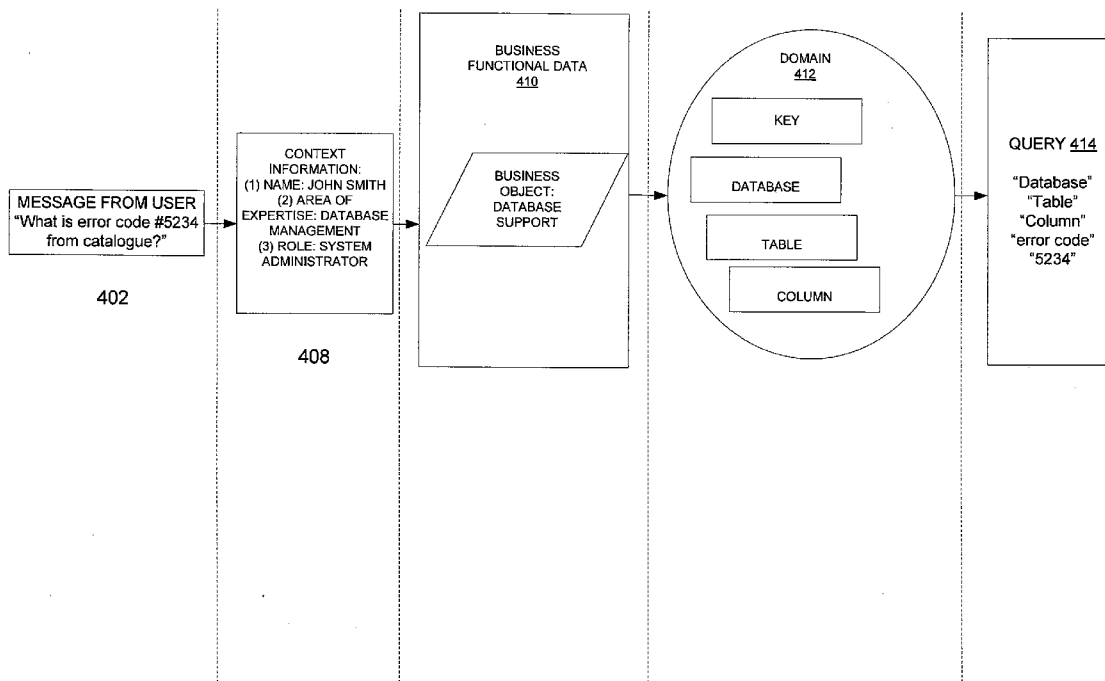 MESSAGE FROM USER
“What is error code #5234
from catalogue?”
402
CONTEXT
INFORMATION:
(1) NAME: JOHN SMITH
(2) AREA OF
EXPERTISE: DATABASE
MANAGEMENT
(3) ROLE: SYSTEM
ADMINISTRATOR
408
BUSINESS
FUNCTIONAL DATA
410
BUSINESS
OBJECT:
DATABASE
SUPPORT
DOMAIN
412
KEY
DATABASE
TABLE
COLUMN
QUERY 414
“Database”
“Table”
“Column”
“error code”
“5234”